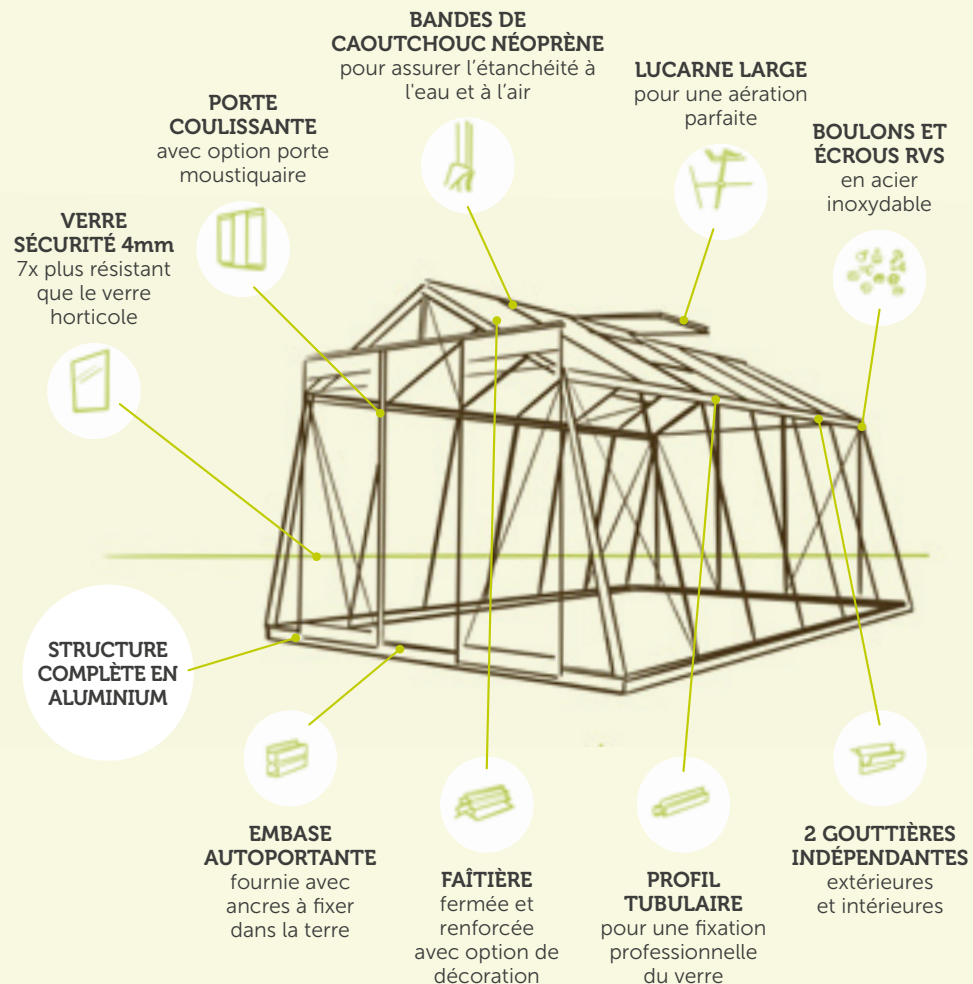 BANDES DE
CAOUTCHOUC NÉOPRÈNE
pour assurer l'étanchéité à
l'eau et à l'air
LUCARNE LARGE
pour une aération
parfaite
PORTE
COULISSANTE
avec option porte
moustiquaire
BOULONS ET
ÉCROUS RVS
en acier
inoxydable
VERRE
SÉCURITÉ 4mm
7x plus résistant
que le verre
horticole
STRUCTURE
COMPLÈTE EN
ALUMINIUM
EMBASE
AUTOPORTANTE
fournie avec
ancres à fixer
dans la terre
FAÎTIÈRE
fermée et
renforcée
avec option de
décoration
PROFIL
TUBULAIRE
pour une fixation
professionnelle
du verre
2 GOUTTIÈRES
INDÉPENDANTES
extérieures
et intérieures